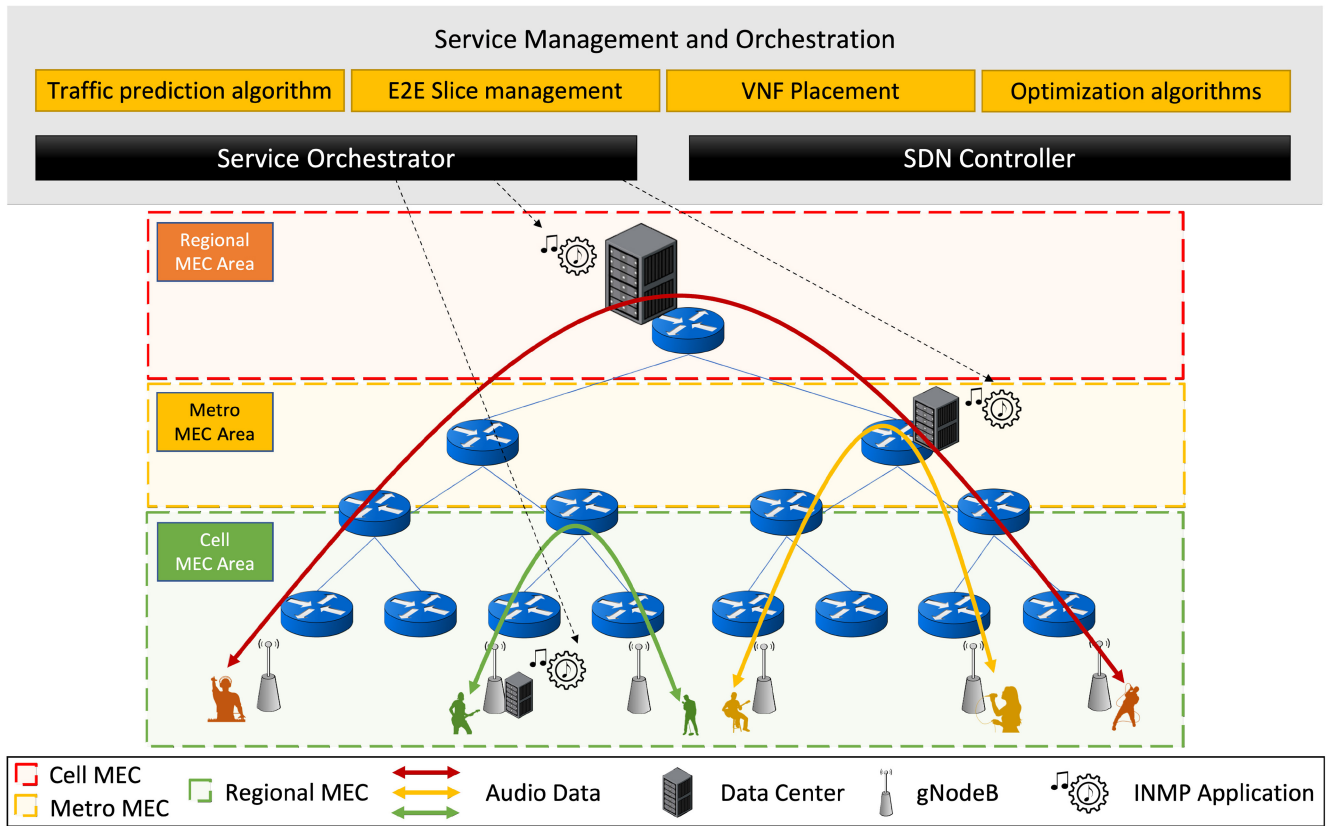 Service Management and Orchestration
Traffic prediction algorithm
E2E Slice management
VNF Placement
Optimization algorithms
Service Orchestrator
SDN Controller
Regional
MEC Area
Metro
MEC Area
Cell
MEC Area
Cell MEC
Metro MEC
Regional MEC
Audio Data
Data Center
gNodeB
INMP Application